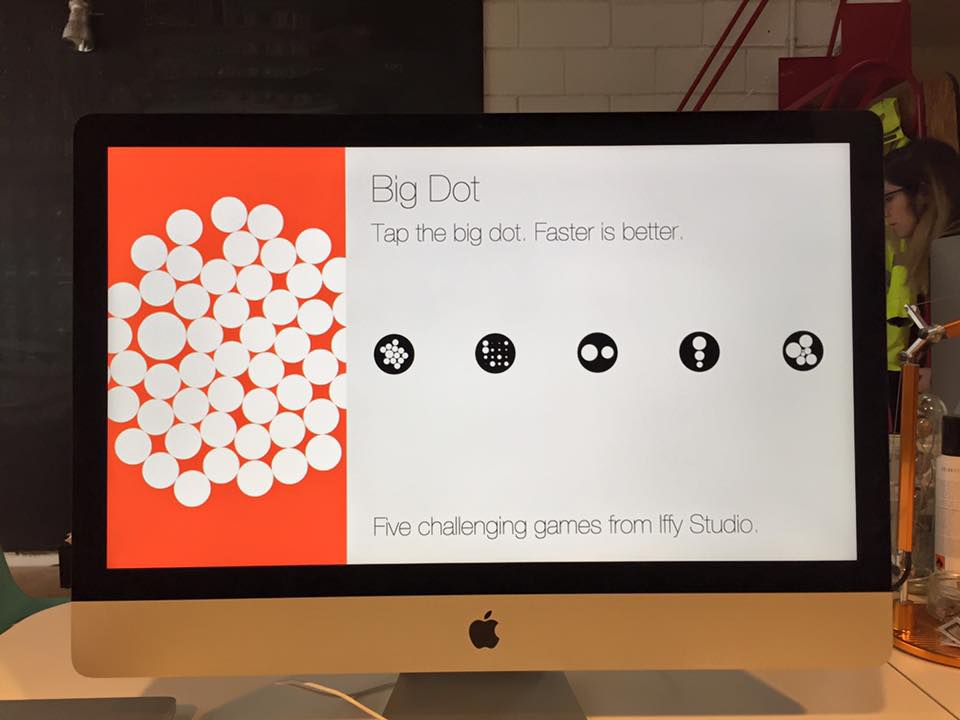 Big Dot
Tap the big dot. Faster is better.
Five challenging games from Iffy Studio.